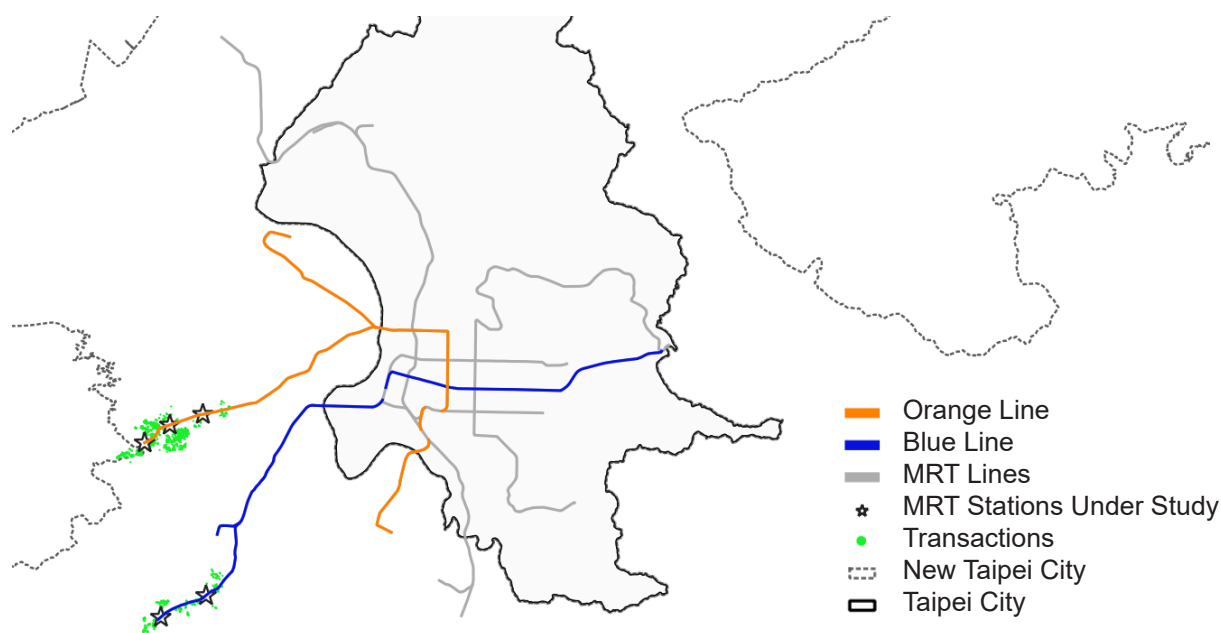 Orange Line
Blue Line
MRT Lines
MRT Stations Under Study
Transactions
New Taipei City
Taipei City